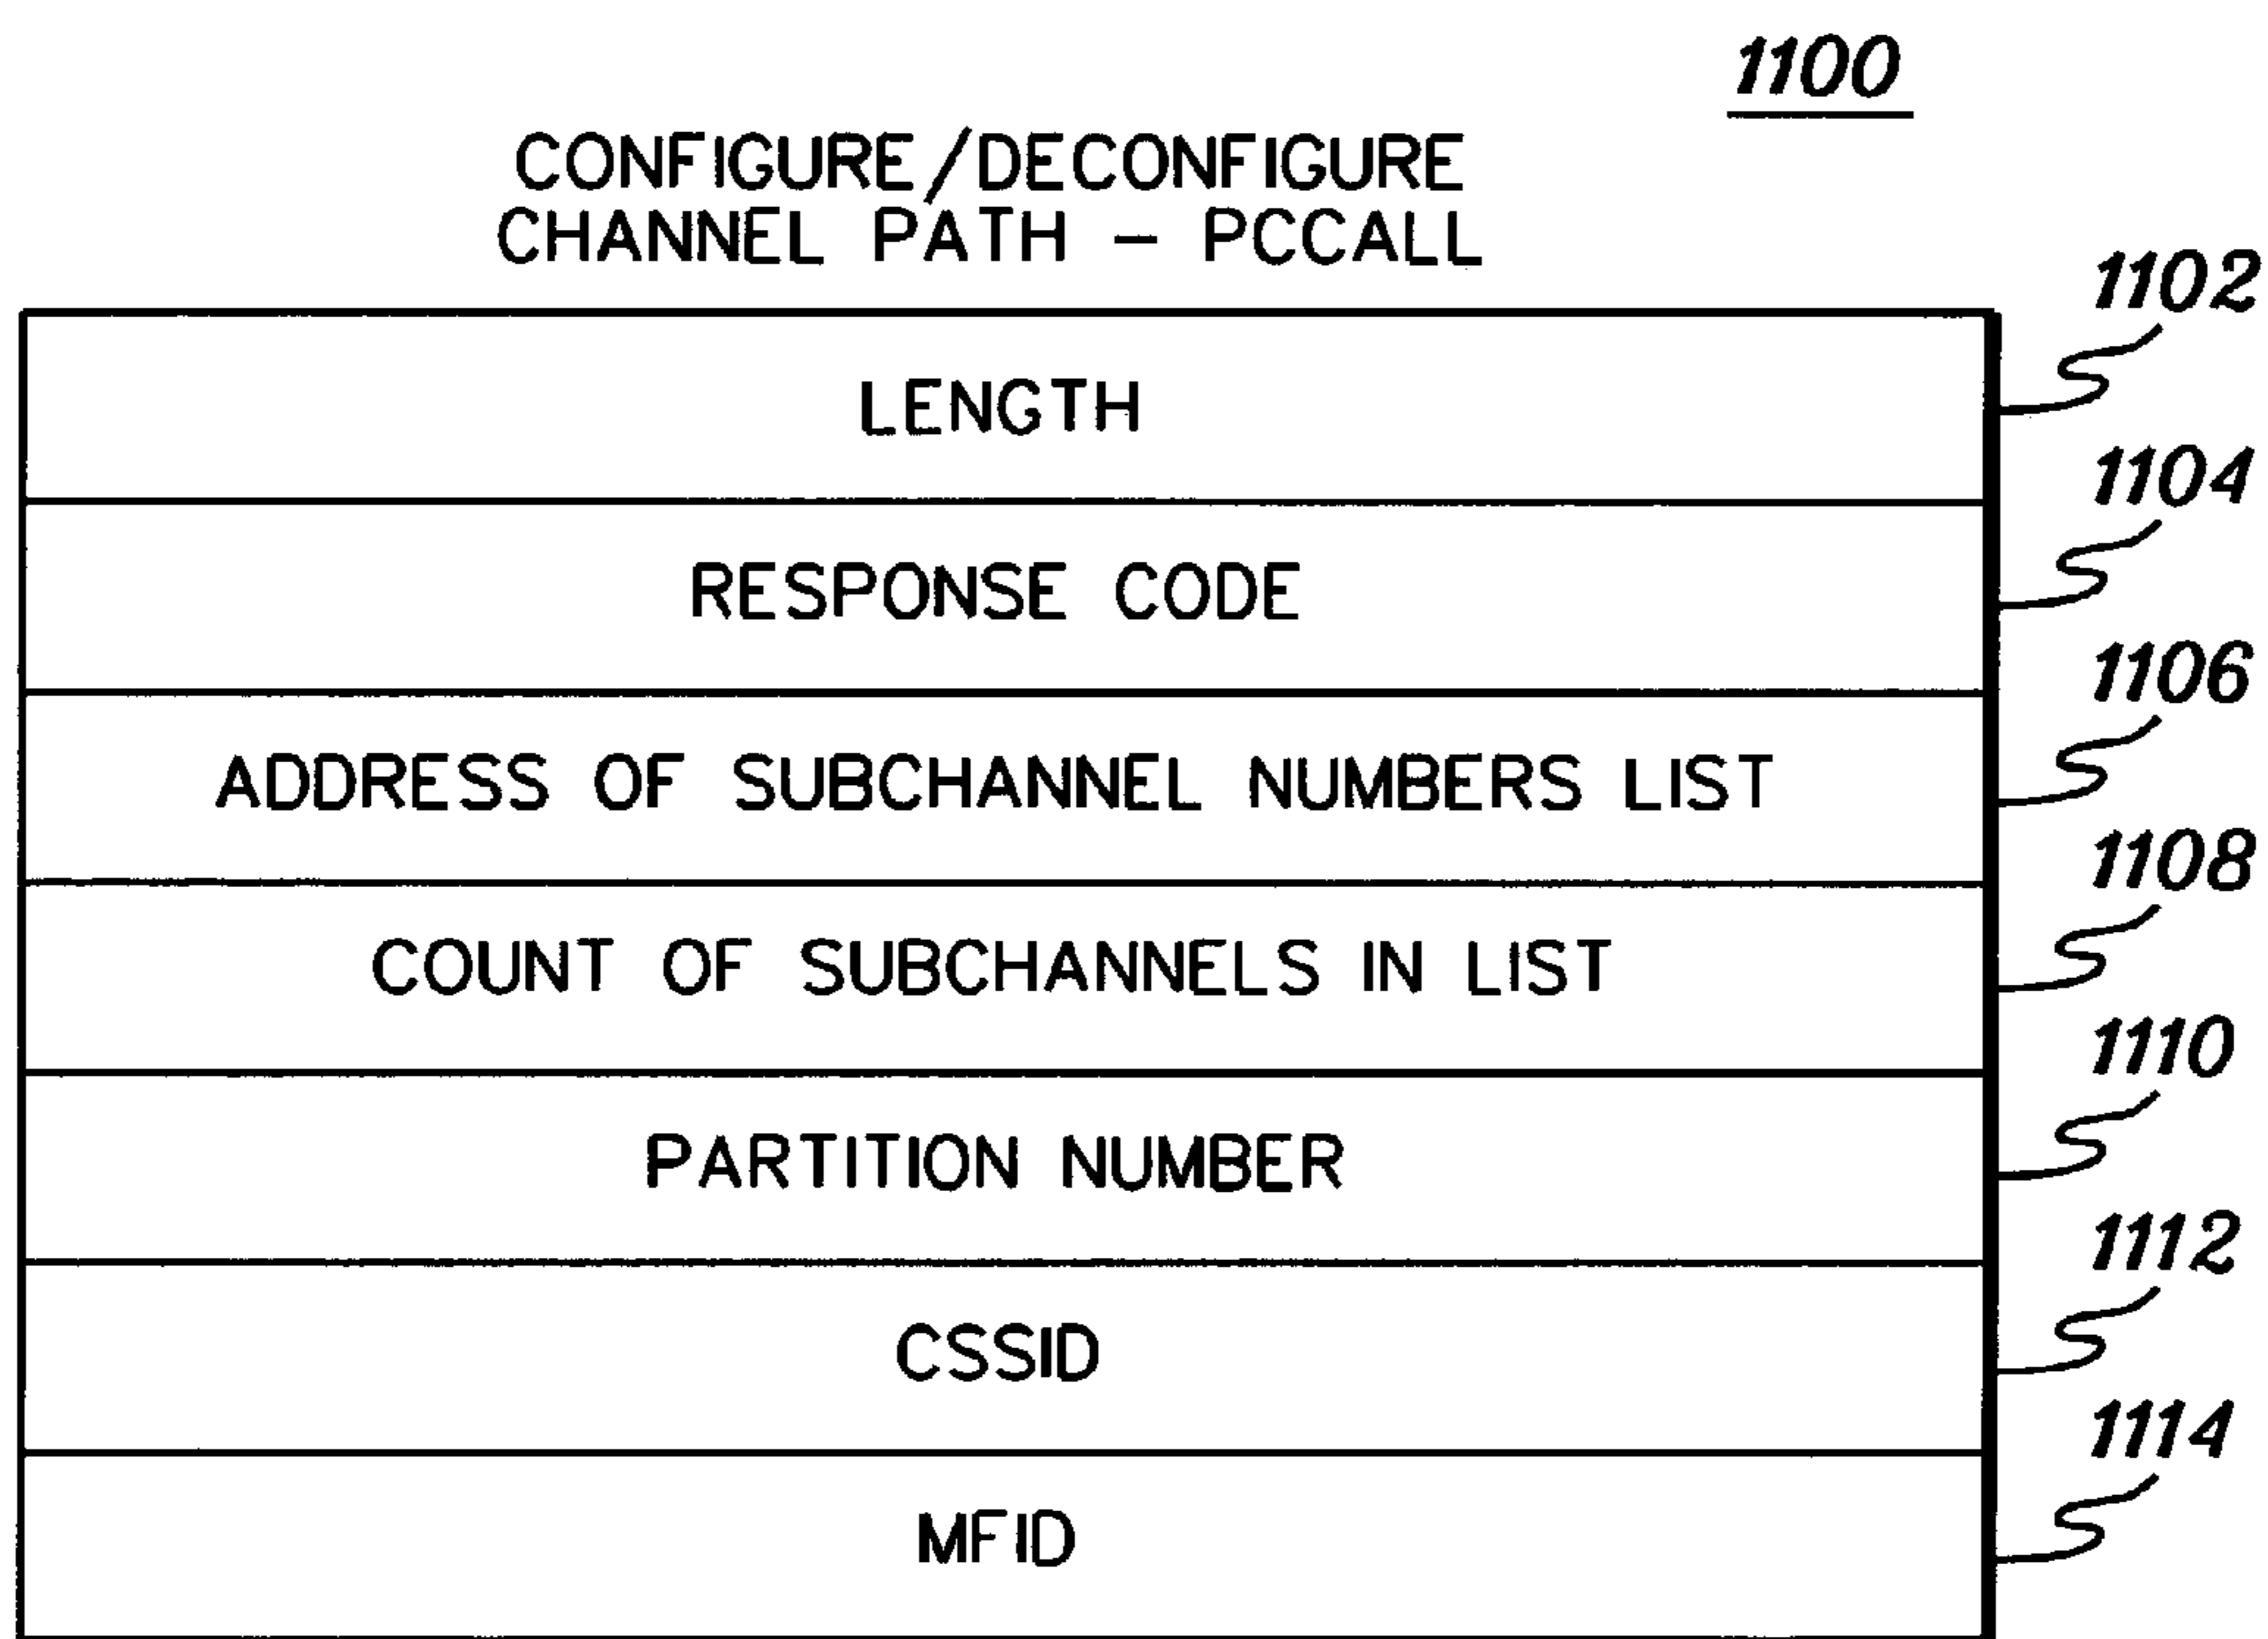 1100
CONFIGURE/DECONFIGURE
CHANNEL PATH – PCCALL
1102
LENGTH
1104
RESPONSE CODE
1106
ADDRESS OF SUBCHANNEL NUMBERS LIST
1108
COUNT OF SUBCHANNELS IN LIST
1110
PARTITION NUMBER
1112
CSSID
1114
MFID